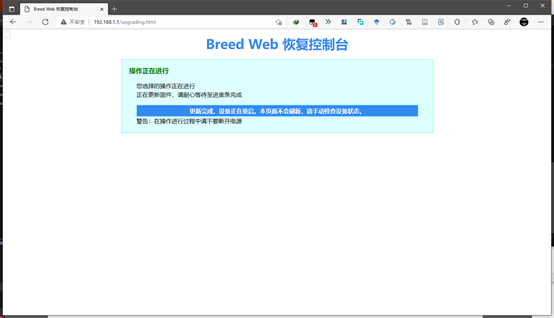 Breed Web 恢复控制台
不安全
192.168.1.1/upgrading.html
Breed Web 恢复控制台
操作正在进行
您选择的操作正在进行
正在更新固件，请耐心等待至进度条完成
更新完成，设备正在重启。本页面不会刷新，请手动检查设备状态。
警告：在操作进行过程中请不要断开电源